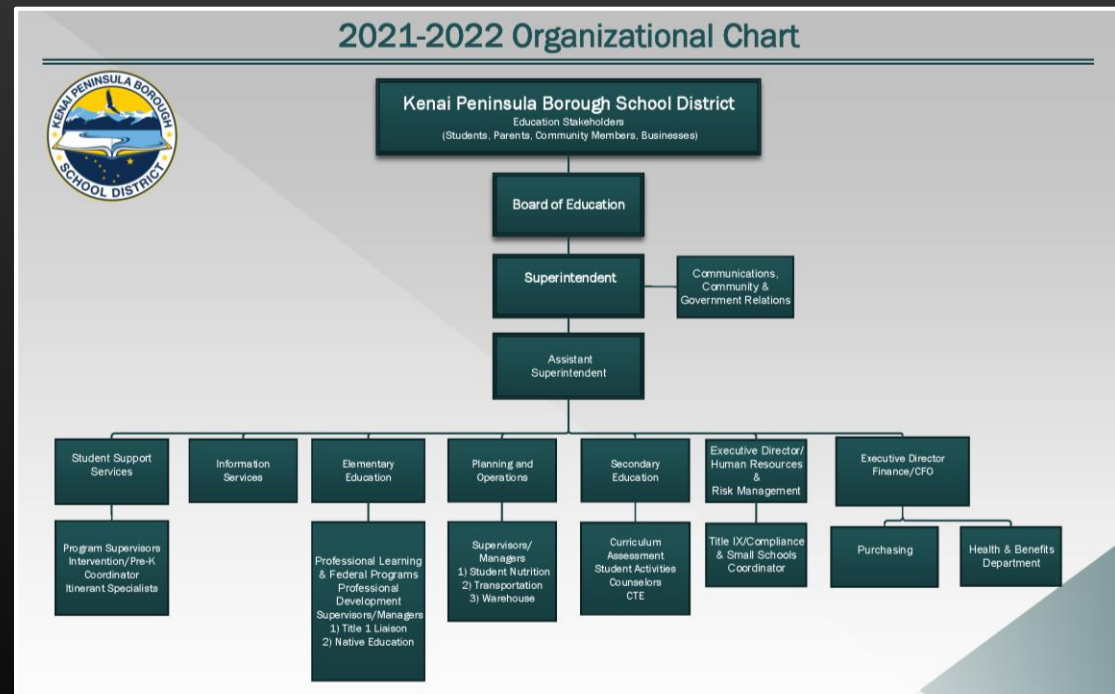 2021-2022 Organizational Chart
KENAI PENINSULA BOROUGH
SCHOOL DISTRICT
Kenai Peninsula Borough School District
Education Stakeholders
(Students, Parents, Community Members, Businesses)
Board of Education
Superintendent
Communications,
Community &
Government Relations
Assistant
Superintendent
Student Support
Services
Information
Services
Elementary
Education
Planning and
Operations
Secondary
Education
Executive Director/
Human Resources
&
Risk Management
Executive Director
Finance/CFO
Program Supervisors
Intervention/Pre-K
Coordinator
Itinerant Specialists
Professional Learning
& Federal Programs
Professional
Development
Supervisors/Managers
1) Title 1 Liaison
2) Native Education
Supervisors/
Managers
1) Student Nutrition
2) Transportation
3) Warehouse
Curriculum
Assessment
Student Activities
Counselors
CTE
Title IX/Compliance
& Small Schools
Coordinator
Purchasing
Health & Benefits
Department